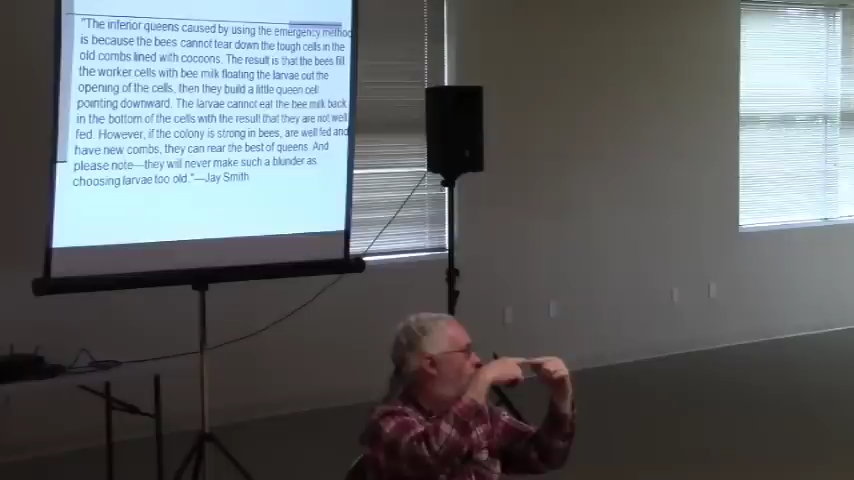 "The inferior queens caused by using the emergency method
is because the bees cannot tear down the tough cells in the
old combs lined with cocoons. The result is that the bees fill
the worker cells with bee milk floating the larvae out the
opening of the cells, then they build a little queen cell
pointing downward. The larvae cannot eat the bee milk back
in the bottom of the cells with the result that they are not well
fed. However, if the colony is strong in bees, are well fed and
have new combs, they can rear the best of queens. And
please note—they will never make such a blunder as
choosing larvae too old."—Jay Smith